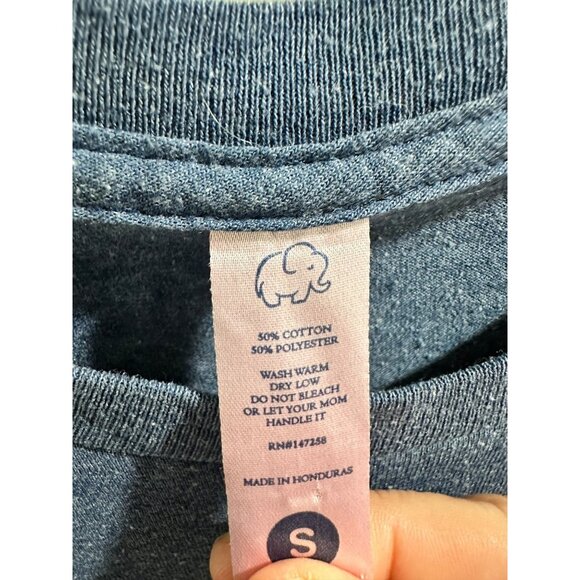 50% COTTON
50% POLYESTER
WASH WARM
DRY LOW
DO NOT BLEACH
OR LET YOUR MOM
HANDLE IT
RN#147258
MADE IN HONDURAS
S